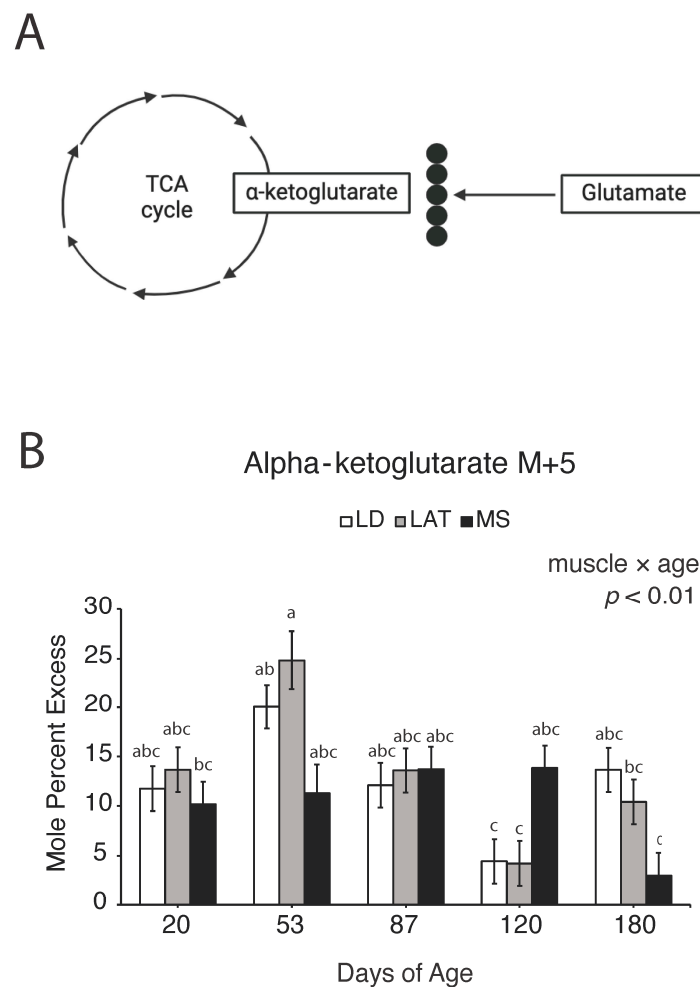 A
TCA
cycle
α-ketoglutarate
Glutamate
B
Alpha-ketoglutarate M+5
LD LAT MS
muscle × age
p < 0.01
Mole Percent Excess
30
25
20
15
10
5
0
abc abc bc
ab a abc
abc abc abc
c c abc
abc bc c
20 53 87 120 180
Days of Age